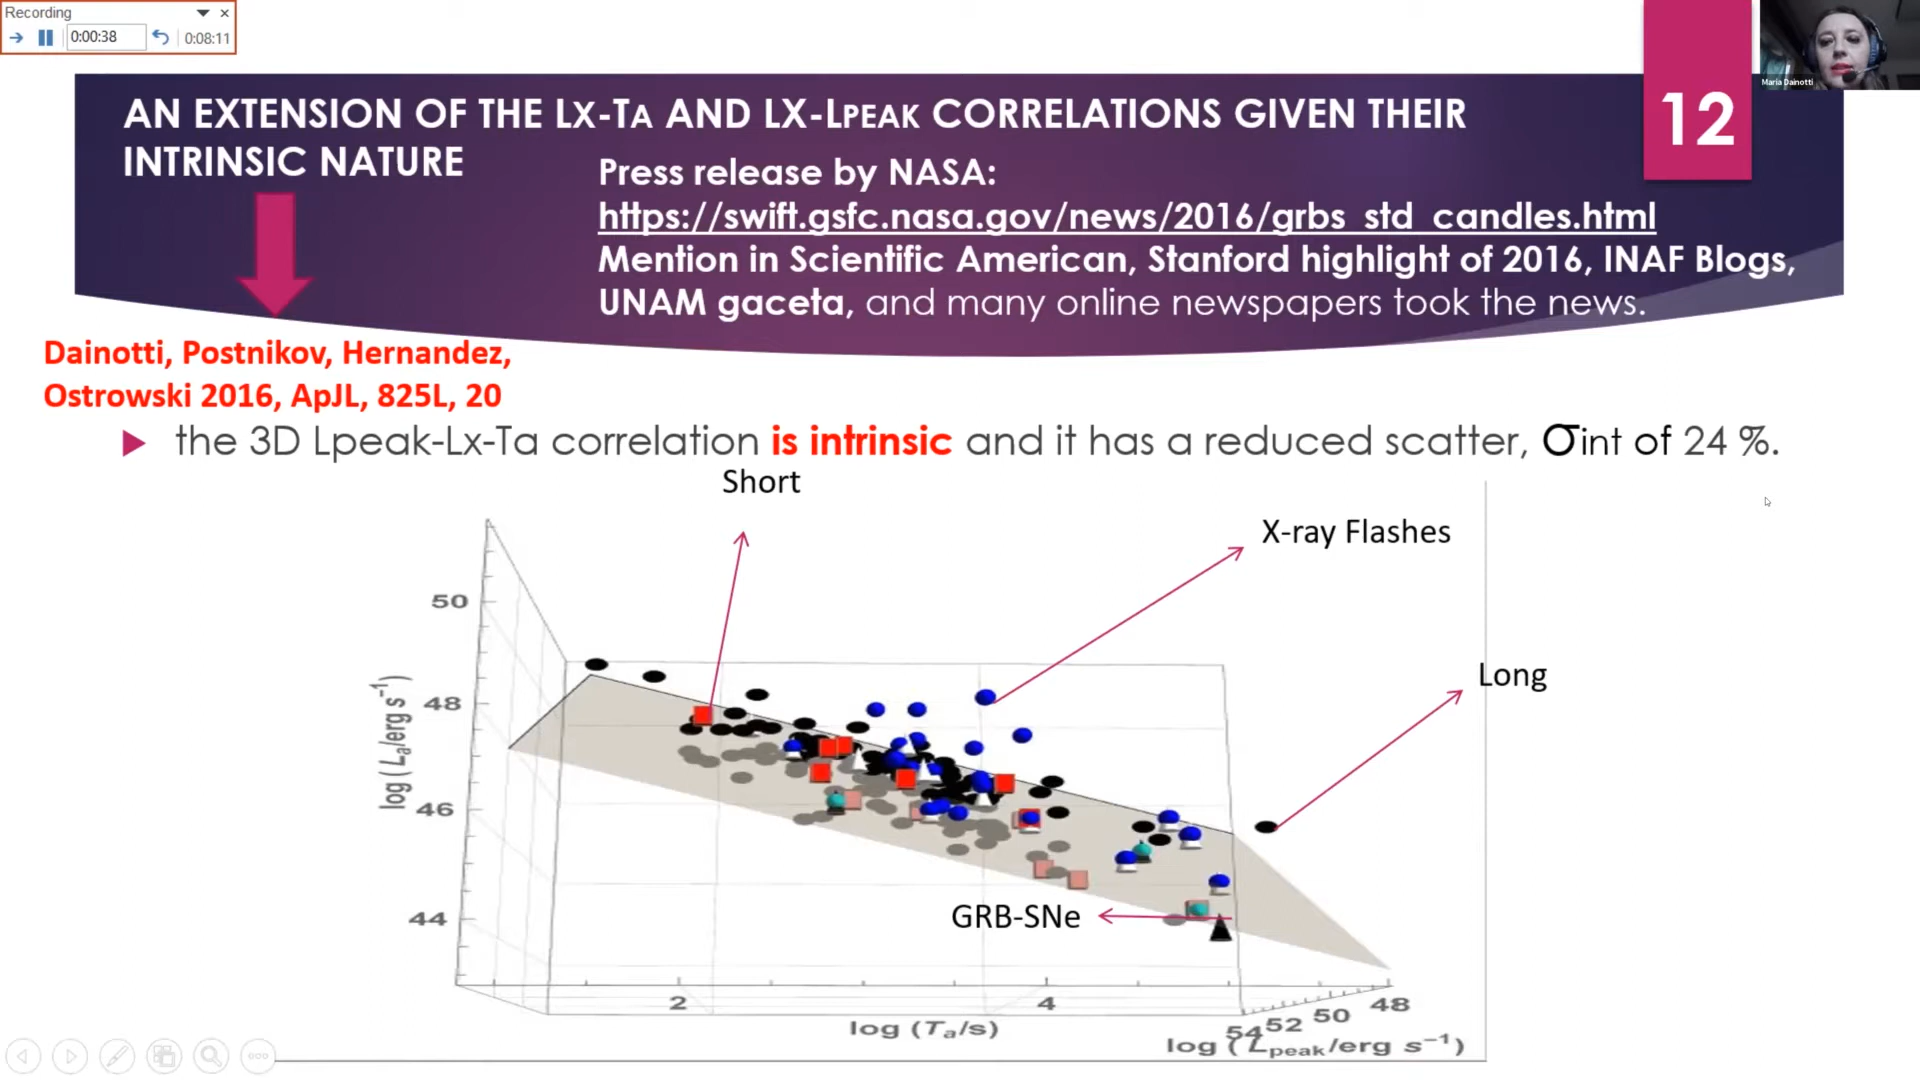 Recording
0:00:38
0:08:11
Maria Dainotti
12
AN EXTENSION OF THE LX-TA AND LX-LPEAK CORRELATIONS GIVEN THEIR
INTRINSIC NATURE
Press release by NASA:
https://swift.gsfc.nasa.gov/news/2016/grbs_std_candles.html
Mention in Scientific American, Stanford highlight of 2016, INAF Blogs,
UNAM gaceta, and many online newspapers took the news.
Dainotti, Postnikov, Hernandez,
Ostrowski 2016, ApJL, 825L, 20
the 3D Lpeak-Lx-Ta correlation is intrinsic and it has a reduced scatter, σint of 24 %.
Short
X-ray Flashes
Long
GRB-SNe
50
48
46
44
log (Lₐ/erg s⁻¹)
2
4
log (Tₐ/s)
54 52 50 48
log (Lpeak/erg s⁻¹)